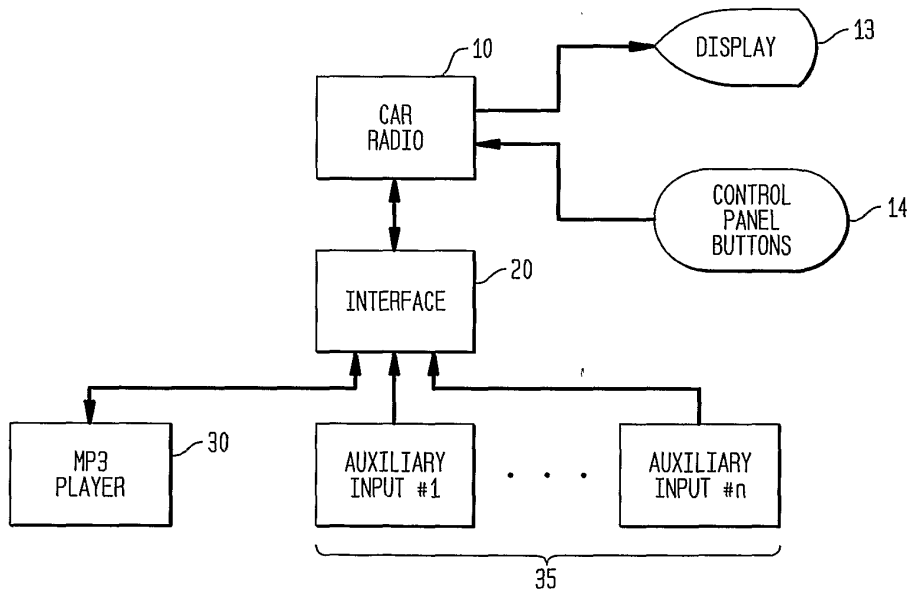 DISPLAY
13
10
CAR
RADIO
CONTROL
PANEL
BUTTONS
14
20
INTERFACE
MP3
PLAYER
30
AUXILIARY
INPUT #1
. . .
AUXILIARY
INPUT #n
35